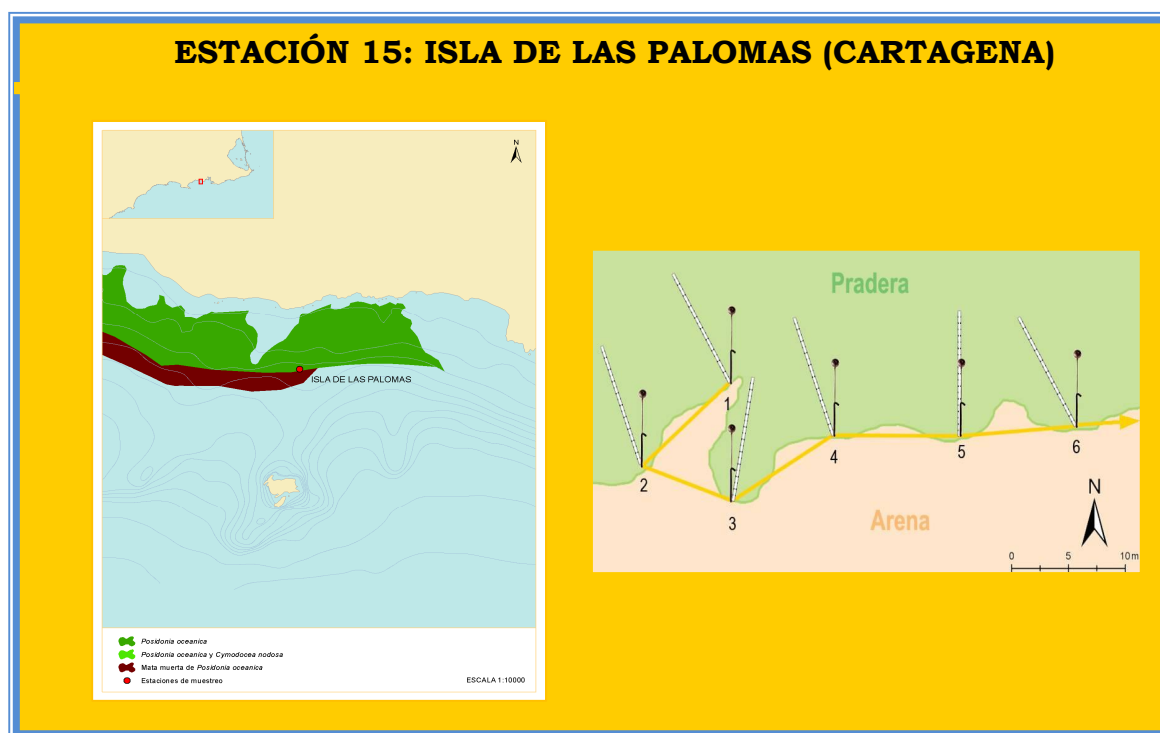 ESTACIÓN 15: ISLA DE LAS PALOMAS (CARTAGENA)
N
ISLA DE LAS PALOMAS
Posidonia oceanica
Posidonia oceanica y Cymodocea nodosa
Mata muerta de Posidonia oceanica
Estaciones de muestreo
ESCALA 1:10000
Pradera
1
2
3
4
5
6
Arena
N
0 5 10 m